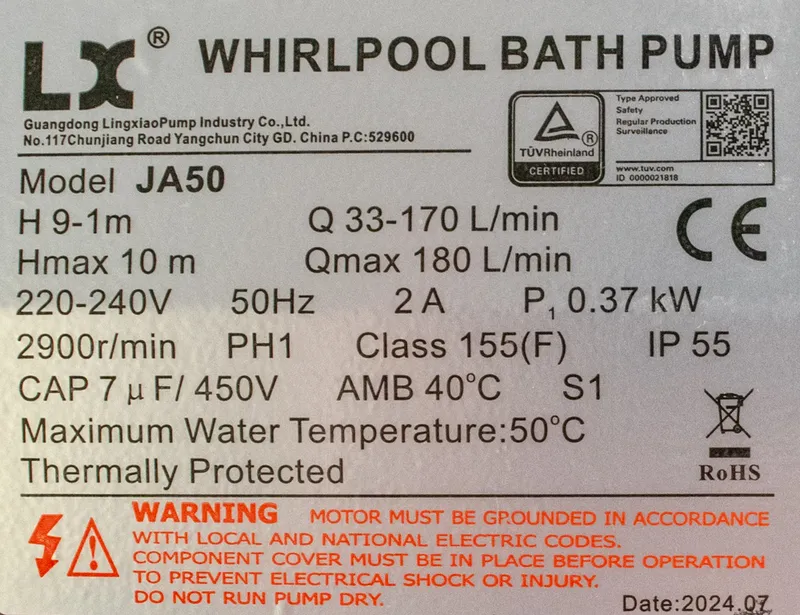 LX® WHIRLPOOL BATH PUMP
Guangdong LingxiaoPump Industry Co.,Ltd.
No.117Chunjiang Road Yangchun City GD. China P.C:529600
TÜVRheinland®
CERTIFIED
Type Approved
Safety
Regular Production
Surveillance
www.tuv.com
ID 0000021818
Model JA50
H 9-1m Q 33-170 L/min
Hmax 10 m Qmax 180 L/min
CE
220-240V 50Hz 2 A P₁ 0.37 kW
2900r/min PH1 Class 155(F) IP 55
CAP 7 µF/ 450V AMB 40°C S1
Maximum Water Temperature:50°C
Thermally Protected
RoHS
WARNING MOTOR MUST BE GROUNDED IN ACCORDANCE
WITH LOCAL AND NATIONAL ELECTRIC CODES.
COMPONENT COVER MUST BE IN PLACE BEFORE OPERATION
TO PREVENT ELECTRICAL SHOCK OR INJURY.
DO NOT RUN PUMP DRY.
Date:2024.07